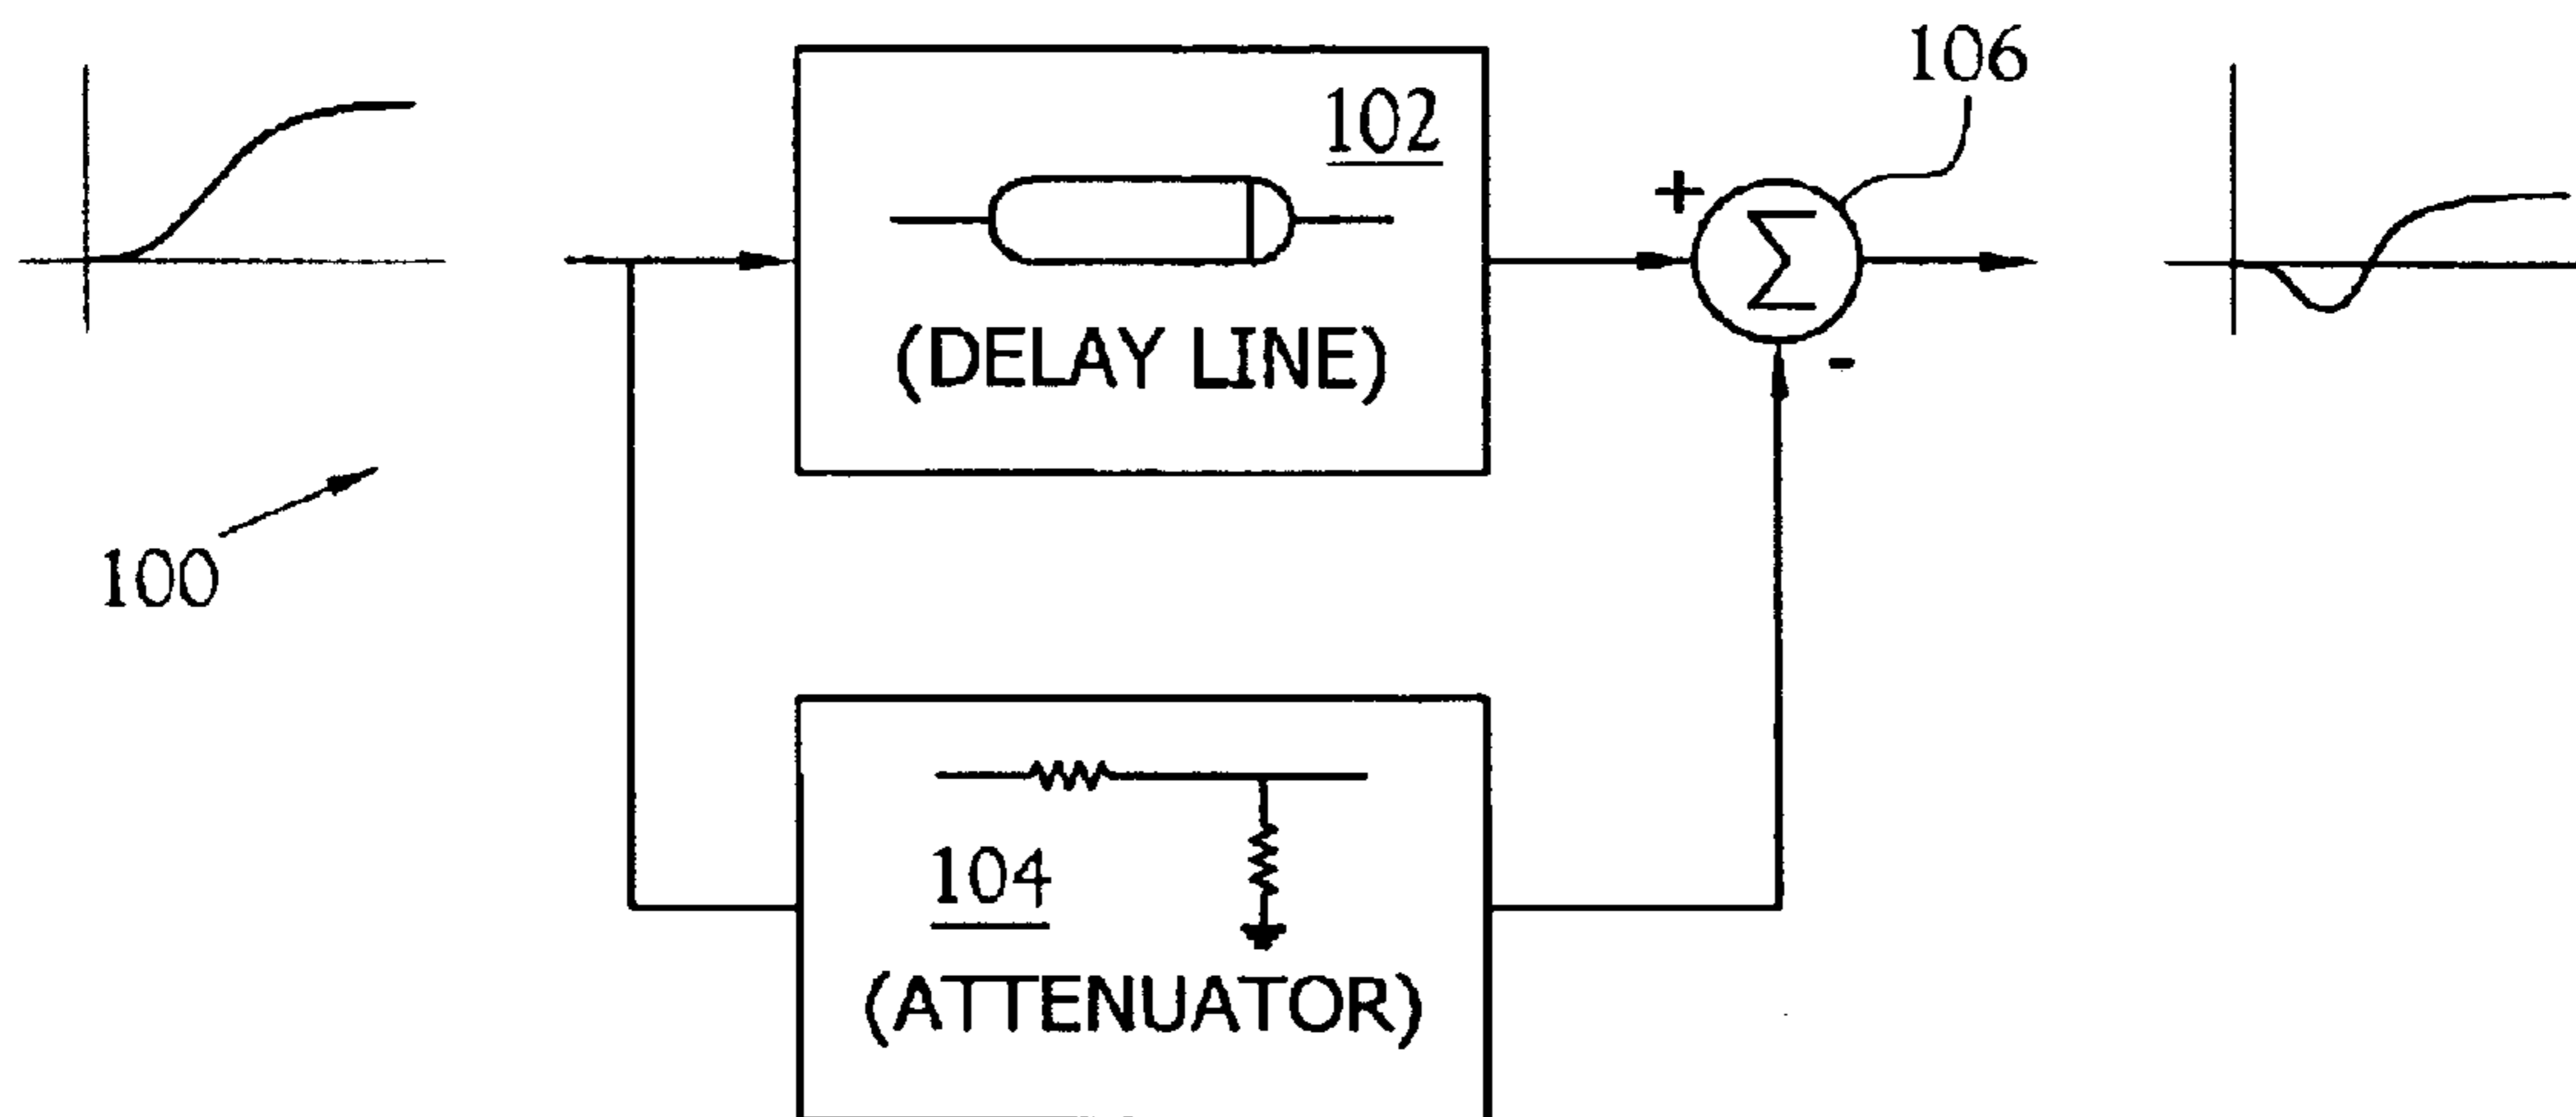 106
102
+
Σ
(DELAY LINE)
-
100
104
(ATTENUATOR)